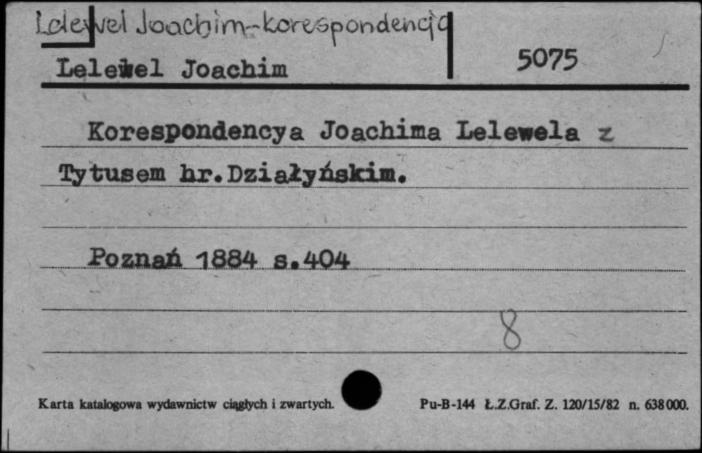 Lelewel Joachim-korespondencja
Lelewel Joachim
5075
Korespondencya Joachima Lelewela z
Tytusem hr.Działyńskim.
Poznań 1884 s.404
8
Karta katalogowa wydawnictw ciągłych i zwartych.
Pu-B-144 Ł.Z.Graf. Z. 120/15/82 n. 638000.